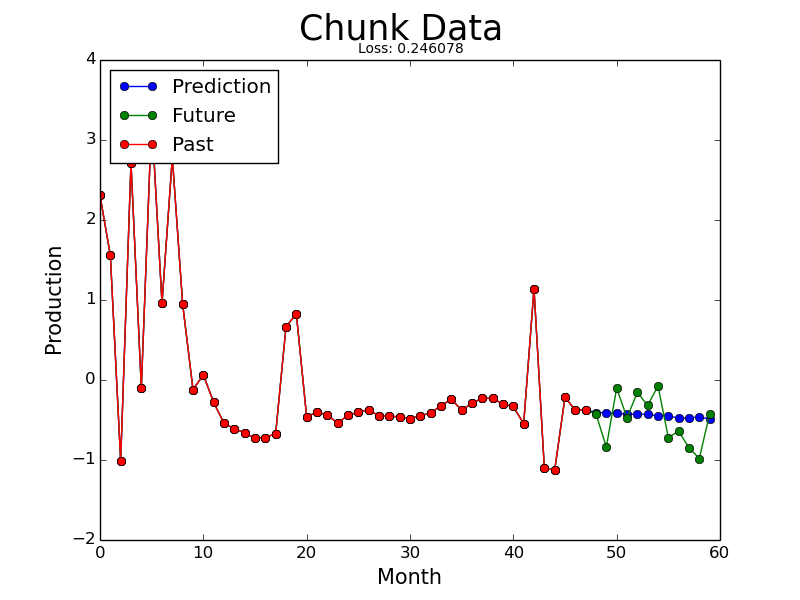 Chunk Data
Loss: 0.246078
Prediction
Future
Past
4
3
2
1
0
−1
−2
Production
0 10 20 30 40 50 60
Month